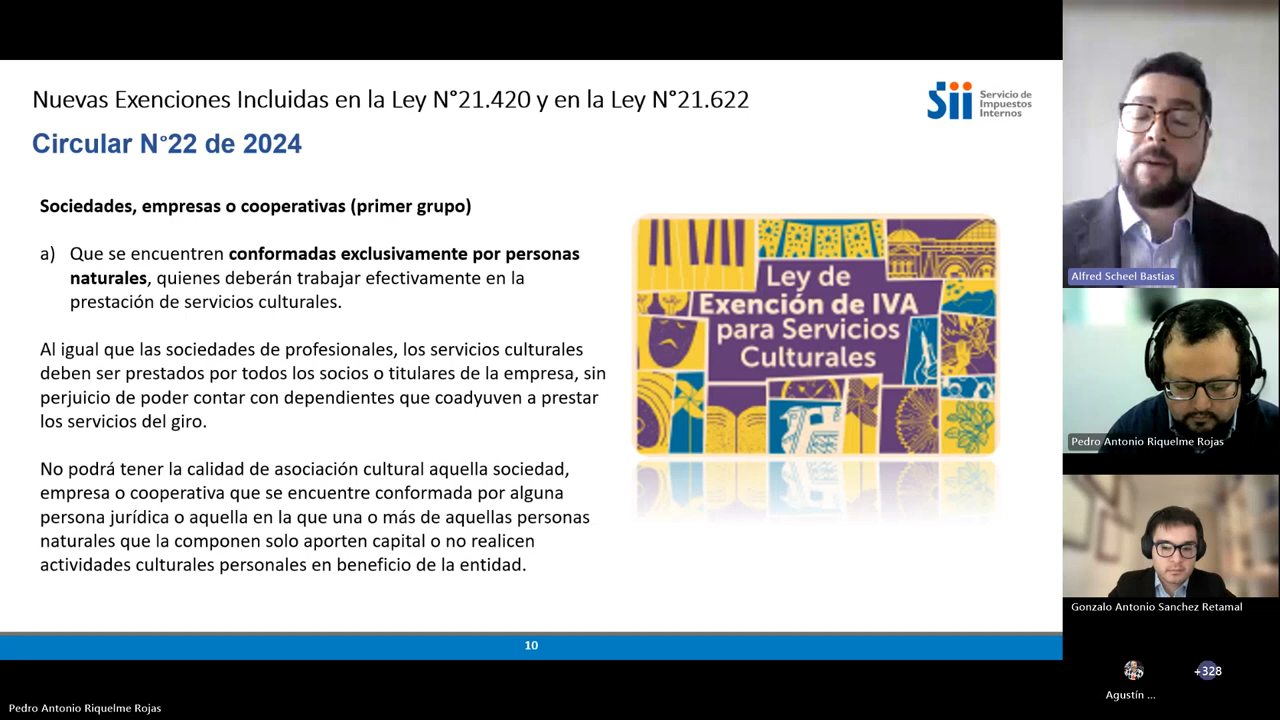 Nuevas Exenciones Incluidas en la Ley N°21.420 y en la Ley N°21.622
Circular N°22 de 2024
Sii Servicio de
Impuestos
Internos
Sociedades, empresas o cooperativas (primer grupo)
a) Que se encuentren conformadas exclusivamente por personas
naturales, quienes deberán trabajar efectivamente en la
prestación de servicios culturales.
Al igual que las sociedades de profesionales, los servicios culturales
deben ser prestados por todos los socios o titulares de la empresa, sin
perjuicio de poder contar con dependientes que coadyuven a prestar
los servicios del giro.
No podrá tener la calidad de asociación cultural aquella sociedad,
empresa o cooperativa que se encuentre conformada por alguna
persona jurídica o aquella en la que una o más de aquellas personas
naturales que la componen solo aporten capital o no realicen
actividades culturales personales en beneficio de la entidad.
Ley de
Exención de IVA
para Servicios
Culturales
10
Alfred Scheel Bastias
Pedro Antonio Riquelme Rojas
Gonzalo Antonio Sanchez Retamal
+328
Agustín ...
Pedro Antonio Riquelme Rojas